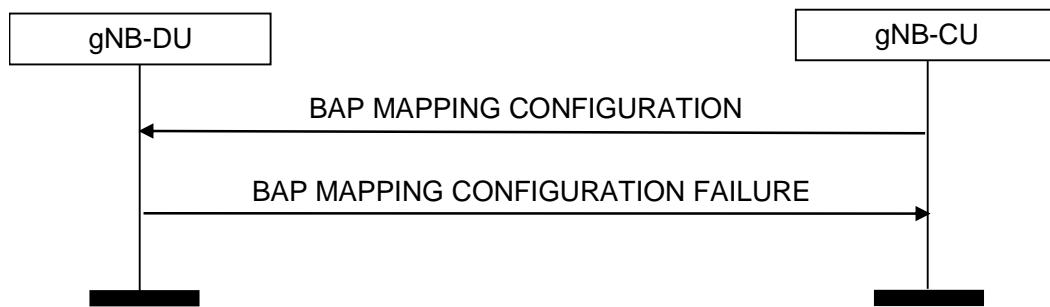 gNB-DU
gNB-CU
BAP MAPPING CONFIGURATION
BAP MAPPING CONFIGURATION FAILURE